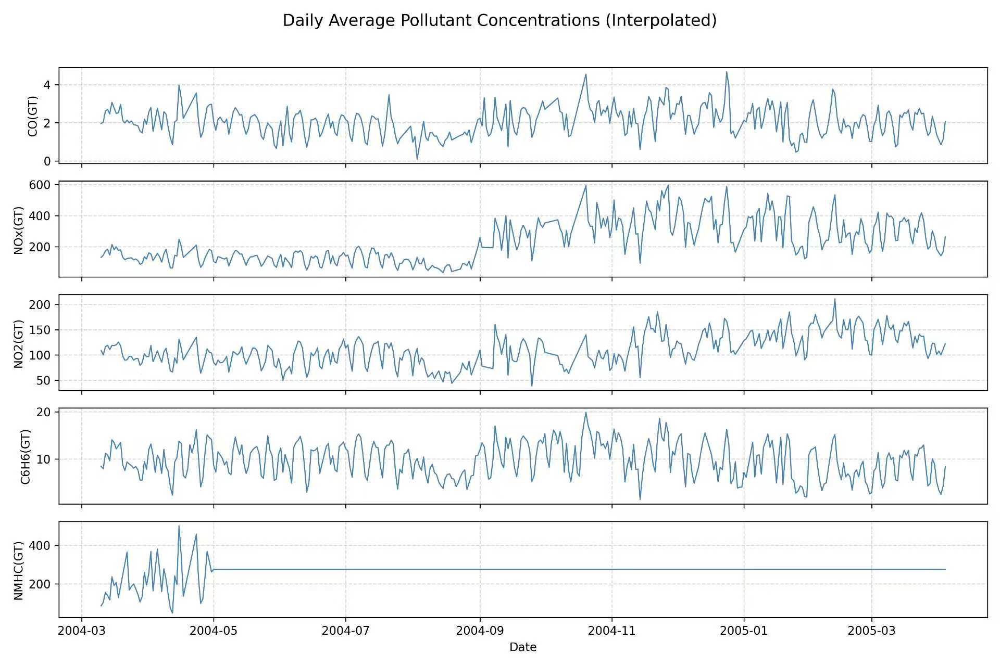 Daily Average Pollutant Concentrations (Interpolated)
CO(GT)
4
2
0
NOx(GT)
600
400
200
NO2(GT)
200
150
100
50
C6H6(GT)
20
10
NMHC(GT)
400
200
2004-03 2004-05 2004-07 2004-09 2004-11 2005-01 2005-03
Date